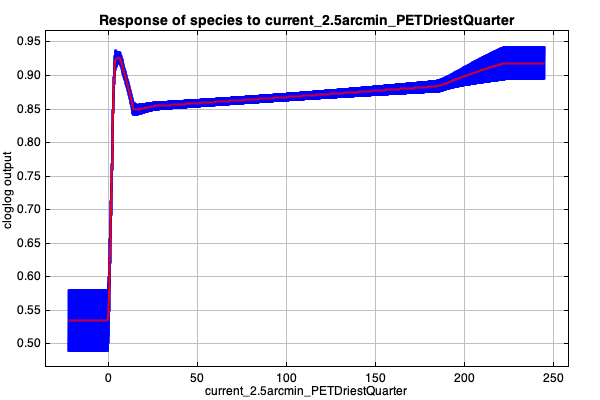 Response of species to current_2.5arcmin_PETDriestQuarter
0.95
0.90
0.85
0.80
0.75
0.70
0.65
0.60
0.55
0.50
cloglog output
0 50 100 150 200 250
current_2.5arcmin_PETDriestQuarter